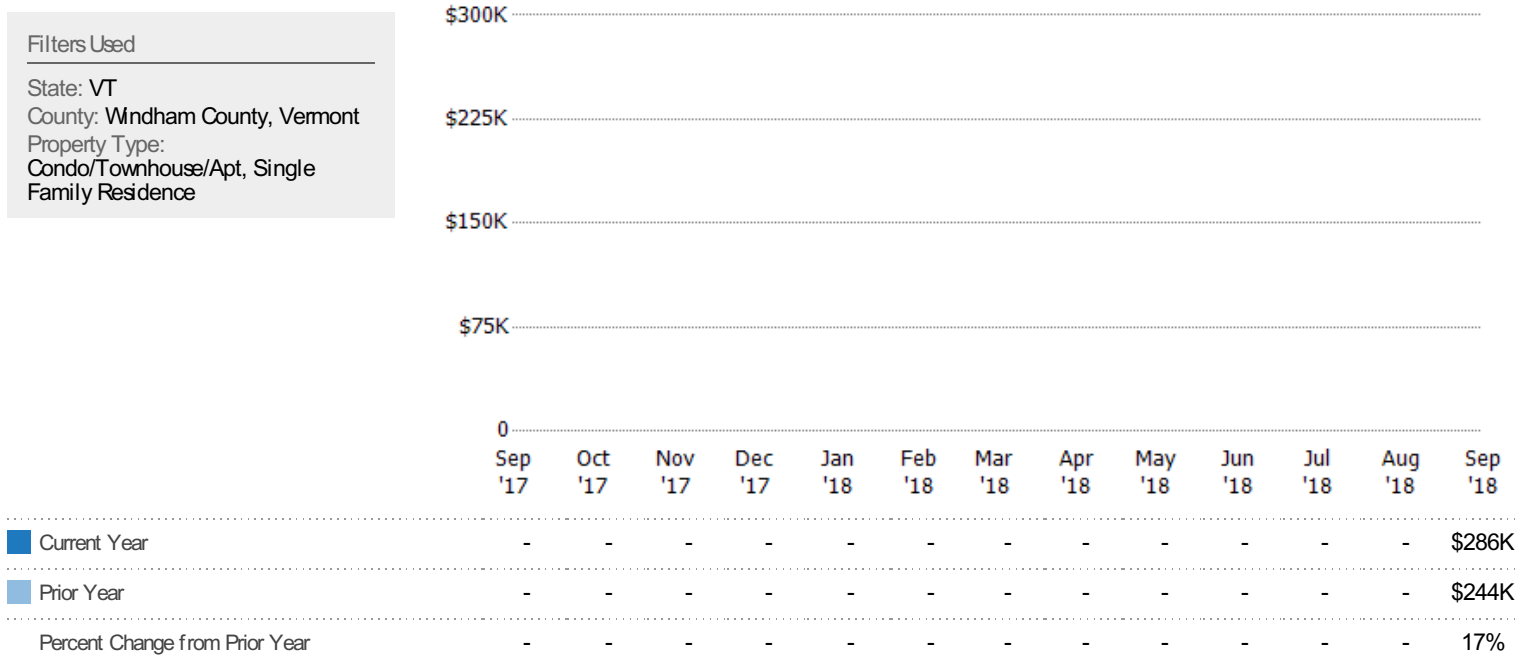 Filters Used
State: VT
County: Windham County, Vermont
Property Type:
Condo/Townhouse/Apt, Single
Family Residence
$300K
$225K
$150K
$75K
0
Sep Oct Nov Dec Jan Feb Mar Apr May Jun Jul Aug Sep
'17 '17 '17 '17 '18 '18 '18 '18 '18 '18 '18 '18 '18
Current Year - - - - - - - - - - - - $286K
Prior Year - - - - - - - - - - - - $244K
Percent Change from Prior Year - - - - - - - - - - - - 17%